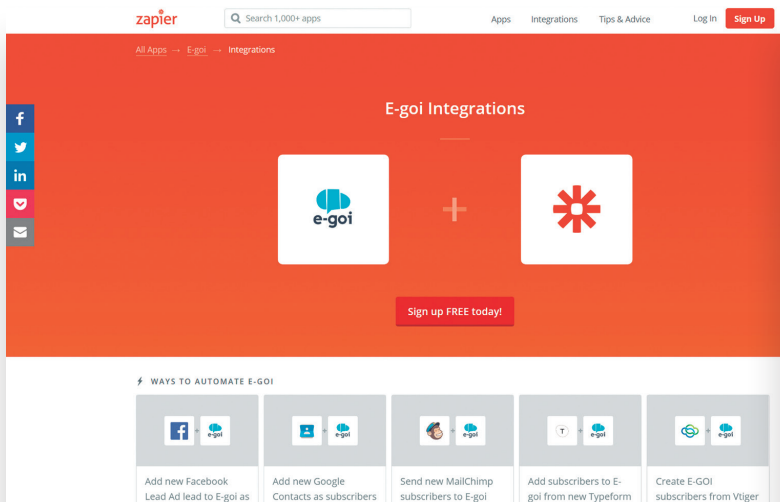 zapier
Search 1,000+ apps
Apps Integrations Tips & Advice Log In Sign Up
All Apps → E-goi → Integrations
E-goi Integrations
e-goi + 
Sign up FREE today!
WAYS TO AUTOMATE E-GOI
f + e-goi
+ e-goi
+ e-goi
T + e-goi
+ e-goi
Add new Facebook
Lead Ad lead to E-goi as
Add new Google
Contacts as subscribers
Send new MailChimp
subscribers to E-goi
Add subscribers to E-
goi from new Typeform
Create E-GOI
subscribers from Vtiger